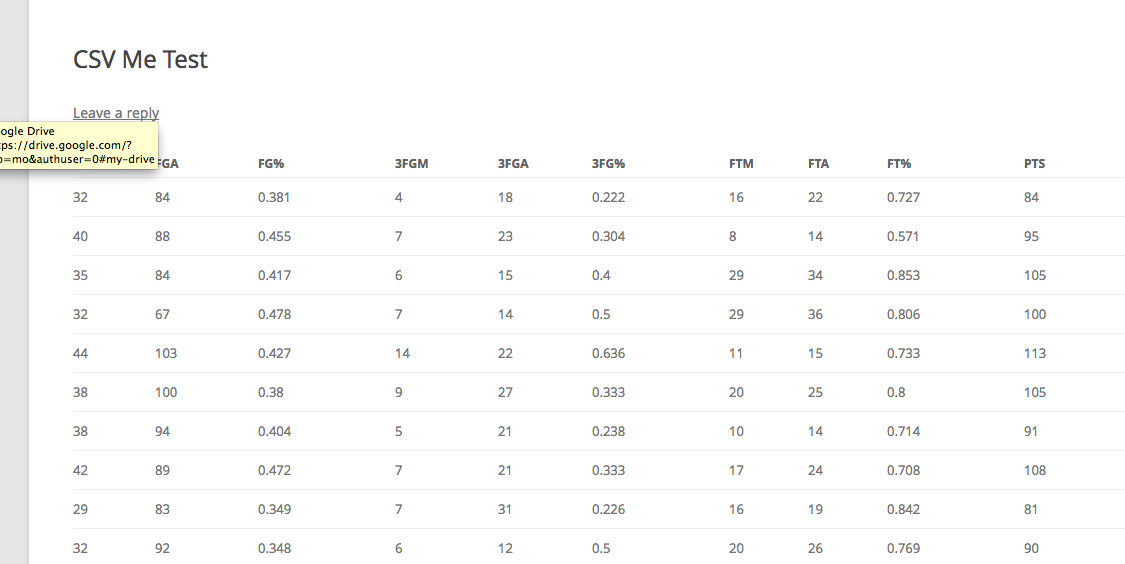 CSV Me Test
Leave a reply
ogle Drive
ps://drive.google.com/?
=mo&authuser=0#my-drive
FGA FG% 3FGM 3FGA 3FG% FTM FTA FT% PTS
32 84 0.381 4 18 0.222 16 22 0.727 84
40 88 0.455 7 23 0.304 8 14 0.571 95
35 84 0.417 6 15 0.4 29 34 0.853 105
32 67 0.478 7 14 0.5 29 36 0.806 100
44 103 0.427 14 22 0.636 11 15 0.733 113
38 100 0.38 9 27 0.333 20 25 0.8 105
38 94 0.404 5 21 0.238 10 14 0.714 91
42 89 0.472 7 21 0.333 17 24 0.708 108
29 83 0.349 7 31 0.226 16 19 0.842 81
32 92 0.348 6 12 0.5 20 26 0.769 90